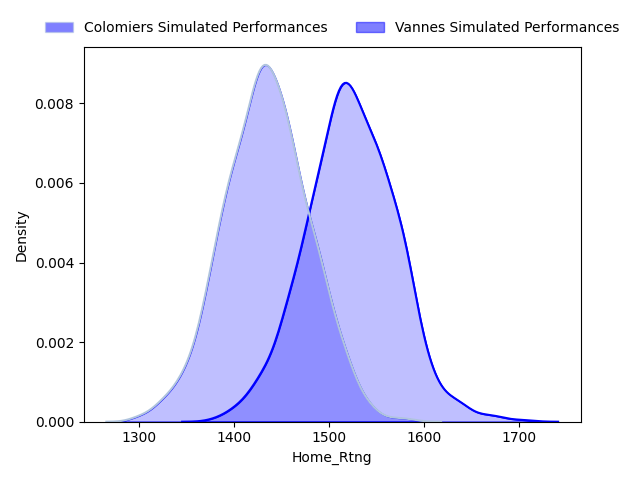 Colomiers Simulated Performances Vannes Simulated Performances
Density
0.008
0.006
0.004
0.002
0.000
1300 1400 1500 1600 1700
Home_Rtng